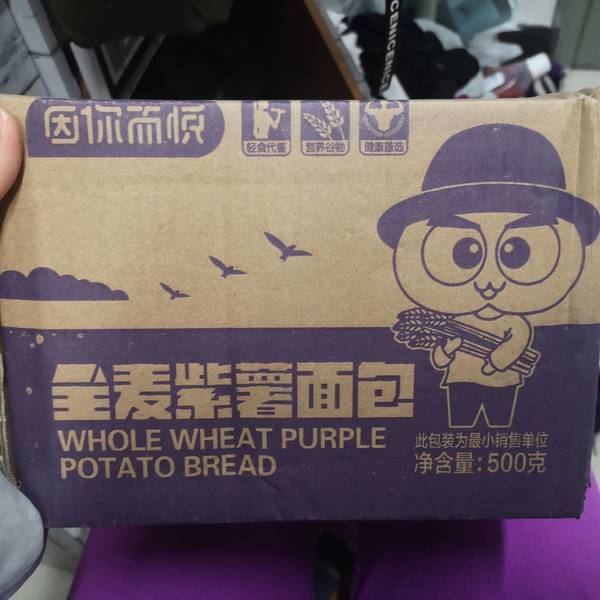 因你而悦
轻食代餐
营养谷物
健康首选
全麦紫薯面包
WHOLE WHEAT PURPLE
POTATO BREAD
此包装为最小销售单位
净含量:500克